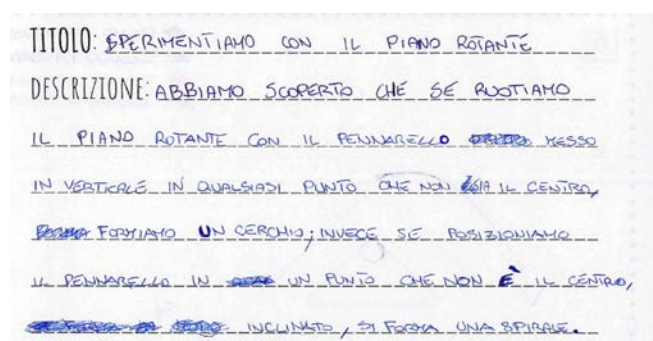 TITOLO: SPERIMENTIAMO CON IL PIANO ROTANTE
DESCRIZIONE: ABBIAMO SCOPERTO CHE SE RUOTIAMO
IL PIANO ROTANTE CON IL PENNARELLO MESSO
IN VERTICALE IN QUALSIASI PUNTO CHE NON SIA IL CENTRO,
FORMIAMO UN CERCHIO; INVECE SE POSIZIONIAMO
IL PENNARELLO IN UN PUNTO CHE NON È IL CENTRO,
INCLINATO, SI FORMA UNA SPIRALE.